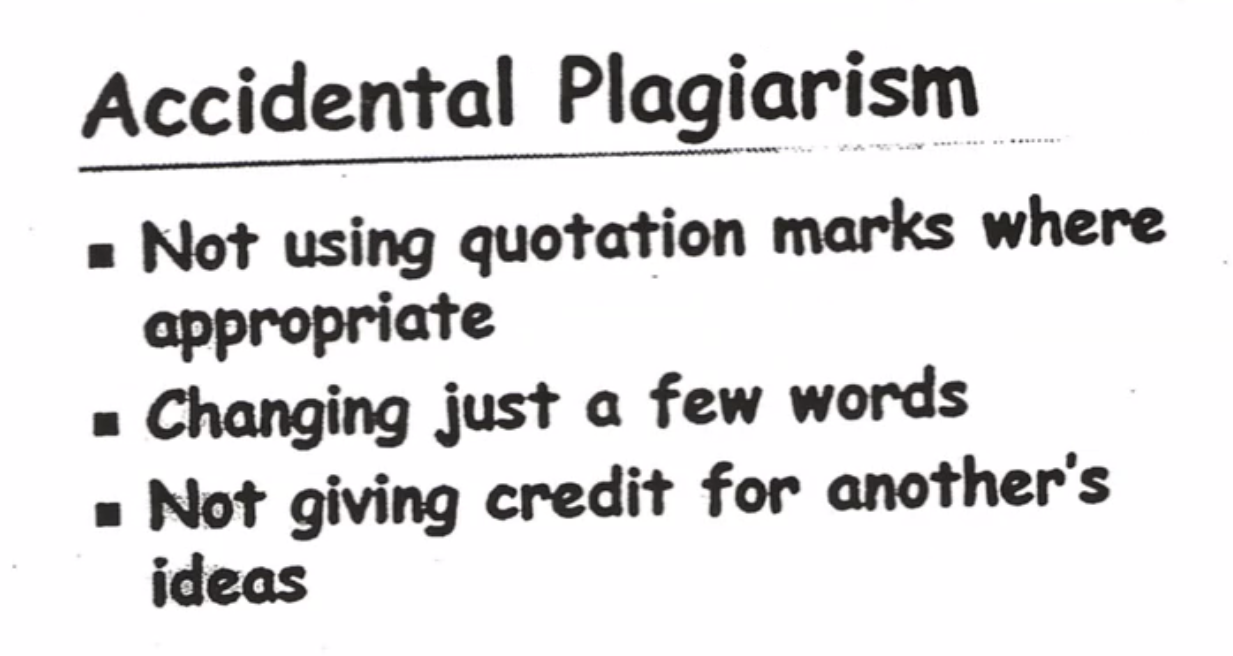 Accidental Plagiarism
▪ Not using quotation marks where
appropriate
▪ Changing just a few words
▪ Not giving credit for another's
ideas